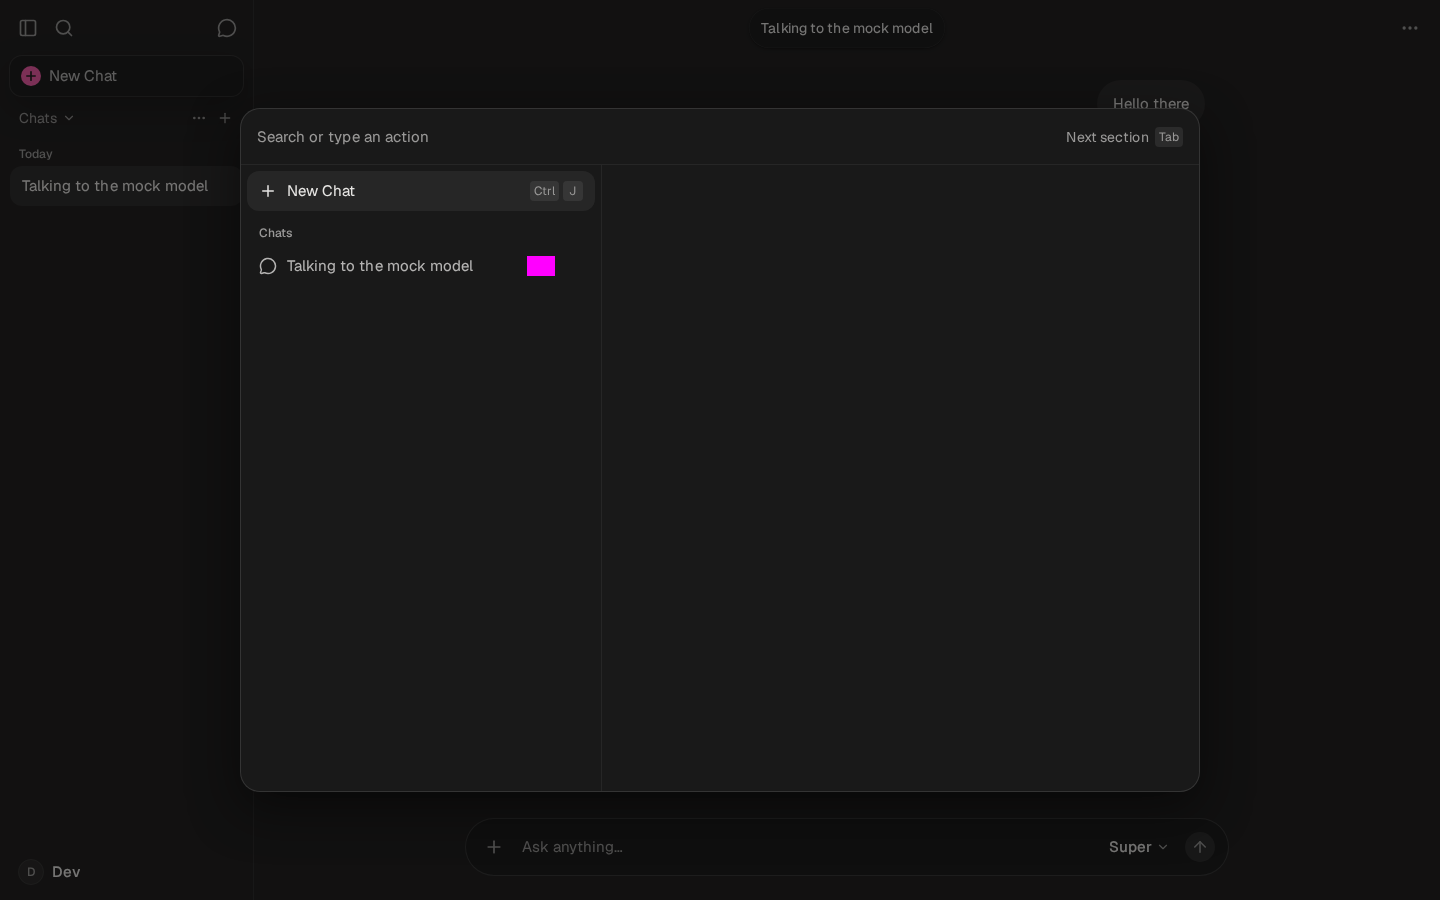 Talking to the mock model
New Chat
Hello there
Chats
Search or type an action
Next section Tab
Today
Talking to the mock model
New Chat Ctrl J
Chats
Talking to the mock model
Ask anything…
Super
D Dev